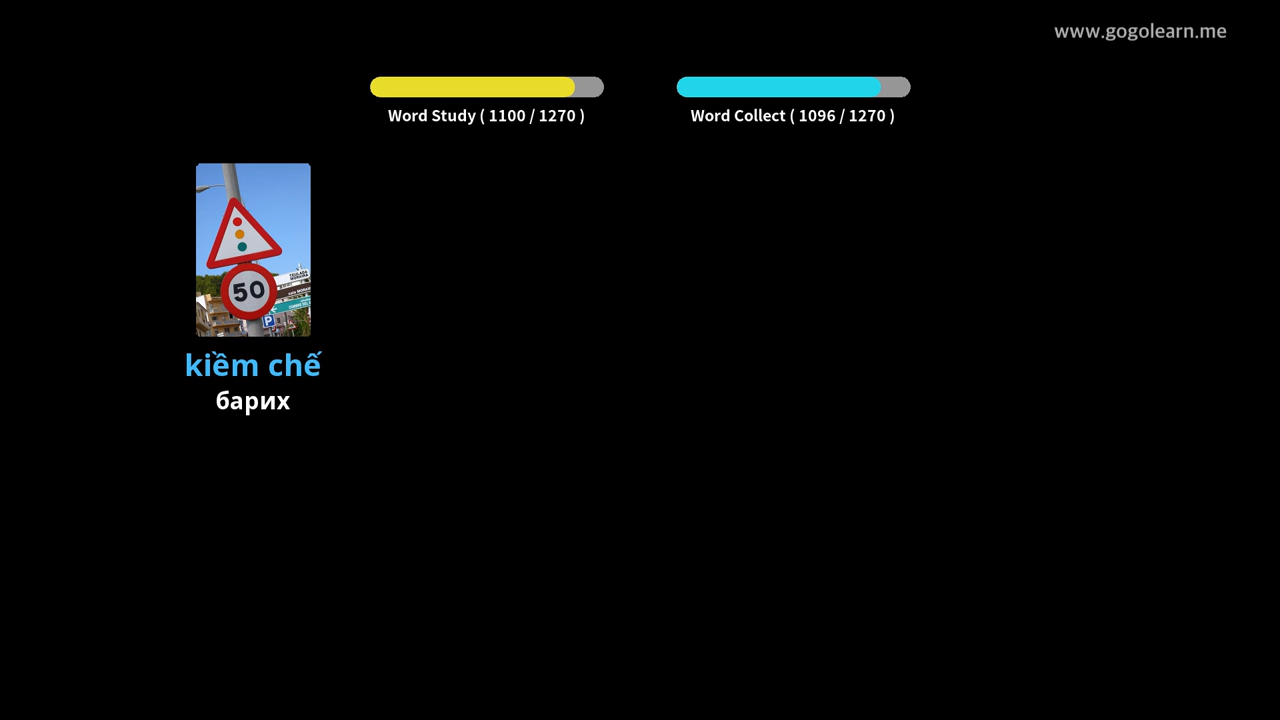 www.gogolearn.me
Word Study ( 1100 / 1270 )
Word Collect ( 1096 / 1270 )
50
P
kiềm chế
барих